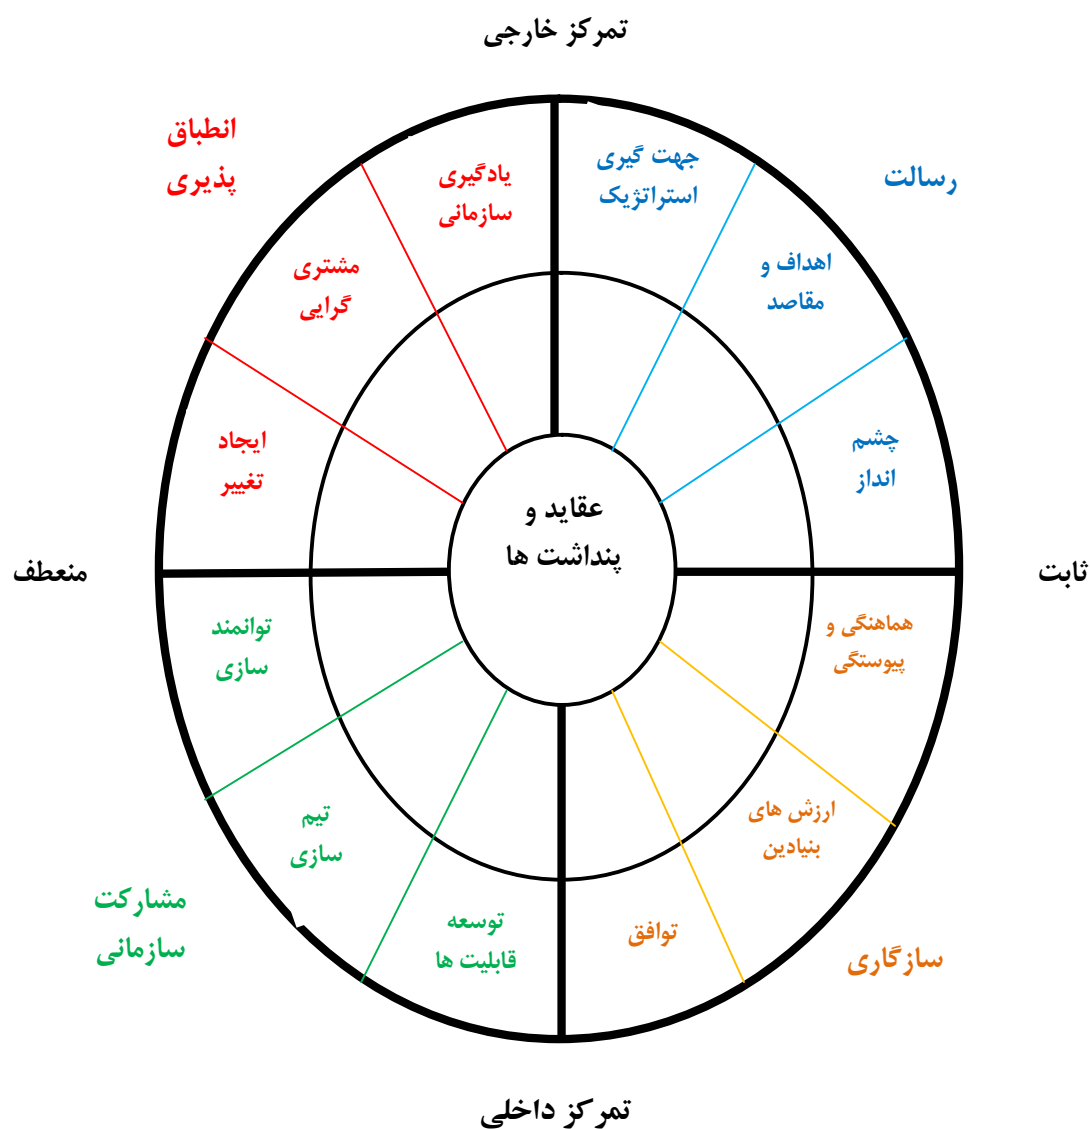 تمرکز خارجی
انطباق
پذیری
رسالت
جهت گیری
استراتژیک
یادگیری
سازمانی
اهداف و
مقاصد
مشتری
گرایی
چشم
انداز
ایجاد
تغییر
عقاید و
پنداشت ها
ثابت
منعطف
هماهنگی و
پیوستگی
توانمند
سازی
ارزش های
بنیادین
تیم
سازی
توافق
توسعه
قابلیت ها
سازگاری
مشارکت
سازمانی
تمرکز داخلی